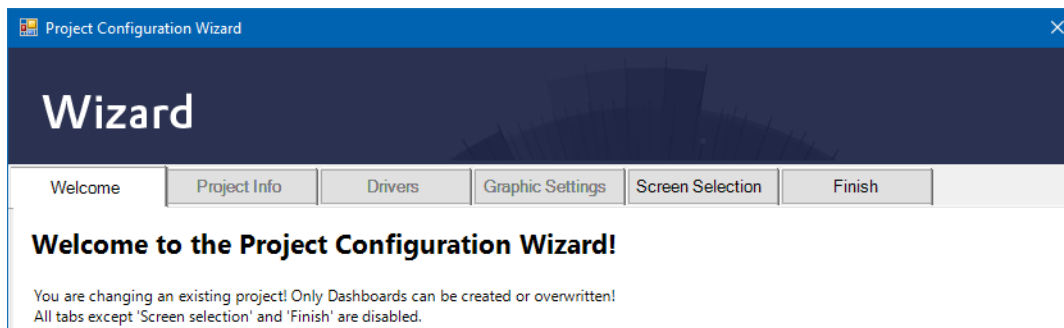 Project Configuration Wizard
Wizard
Welcome Project Info Drivers Graphic Settings Screen Selection Finish
Welcome to the Project Configuration Wizard!
You are changing an existing project! Only Dashboards can be created or overwritten!
All tabs except 'Screen selection' and 'Finish' are disabled.